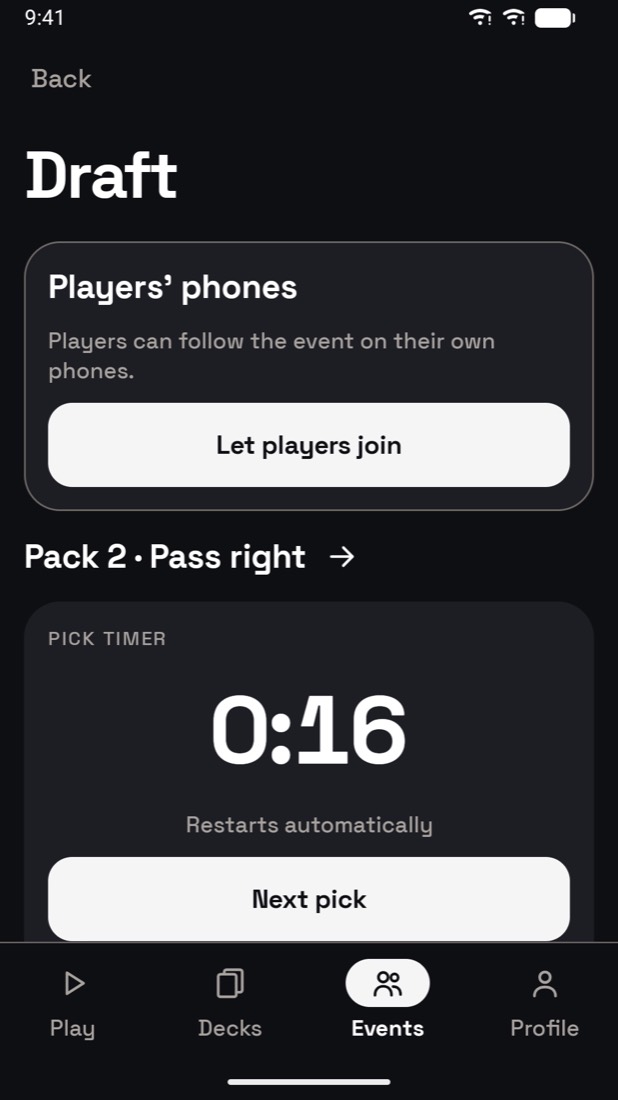 9:41
Back
Draft
Players’ phones
Players can follow the event on their own
phones.
Let players join
Pack 2 · Pass right →
PICK TIMER
0:16
Restarts automatically
Next pick
Play
Decks
Events
Profile